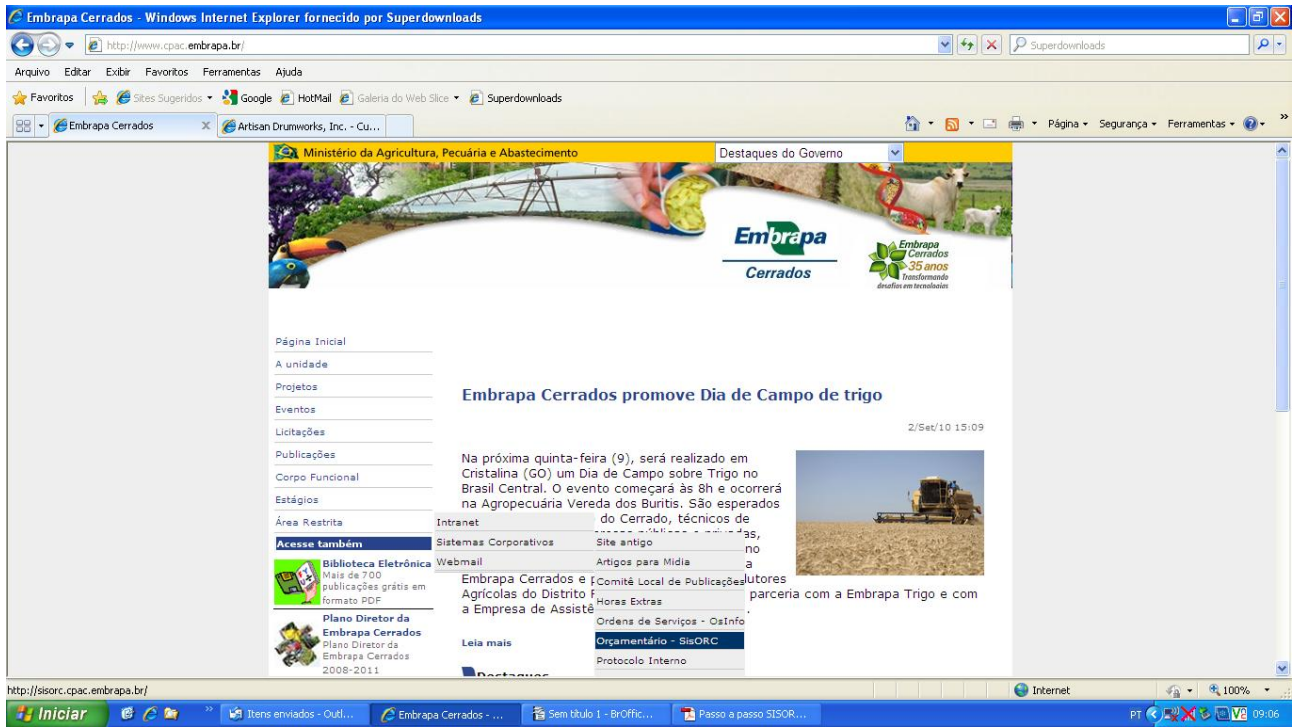 Embrapa Cerrados - Windows Internet Explorer fornecido por Superdownloads
http://www.cpac.embrapa.br/
Superdownloads
Arquivo Editar Exibir Favoritos Ferramentas Ajuda
Favoritos Sites Sugeridos Google HotMail Galeria do Web Slice Superdownloads
Embrapa Cerrados X Artisan Drumworks, Inc. - Cu... Página Segurança Ferramentas »
Ministério da Agricultura, Pecuária e Abastecimento Destaques do Governo
Embrapa
Cerrados
Embrapa
Cerrados
35 anos
Transformando
desafios em tecnologias
Página Inicial
A unidade
Projetos
Eventos
Licitações
Publicações
Corpo Funcional
Estágios
Área Restrita
Acesse também
Biblioteca Eletrônica
Mais de 700
publicações grátis em
formato PDF
Plano Diretor da
Embrapa Cerrados
Plano Diretor da
Embrapa Cerrados
2008-2011
Embrapa Cerrados promove Dia de Campo de trigo
2/Set/10 15:09
Na próxima quinta-feira (9), será realizado em
Cristalina (GO) um Dia de Campo sobre Trigo no
Brasil Central. O evento começará às 8h e ocorrerá
na Agropecuária Vereda dos Buritis. São esperados
do Cerrado, técnicos de
no
a
Embrapa Cerrados e
Agrícolas do Distrito parceria com a Embrapa Trigo e com
a Empresa de
Leia mais
Destaques
Intranet
Sistemas Corporativos
Webmail
Site antigo
Artigos para Midia
Comitê Local de Publicações
Horas Extras
Ordens de Serviços - OsInfo
Orçamentário - SisORC
Protocolo Interno
http://sisorc.cpac.embrapa.br/ Internet 100%
Iniciar » Itens enviados - Outl... Embrapa Cerrados - ... Sem título 1 - BrOffic... Passo a passo SISOR... PT 09:06